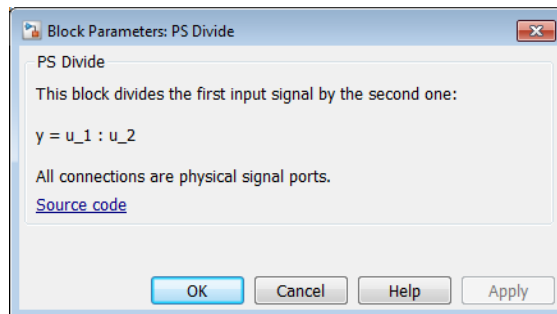 Block Parameters: PS Divide
PS Divide
This block divides the first input signal by the second one:
y = u_1 : u_2
All connections are physical signal ports.
Source code
OK Cancel Help Apply